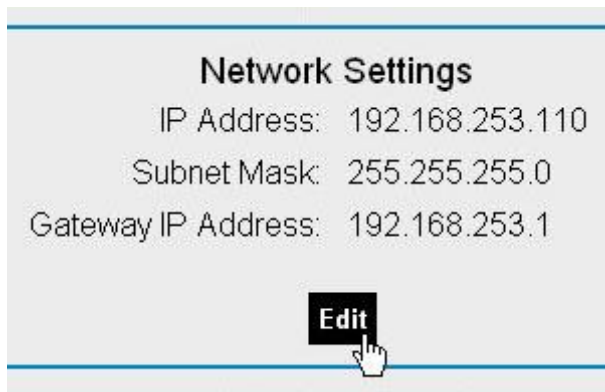 Network Settings
IP Address: 192.168.253.110
Subnet Mask: 255.255.255.0
Gateway IP Address: 192.168.253.1
Edit